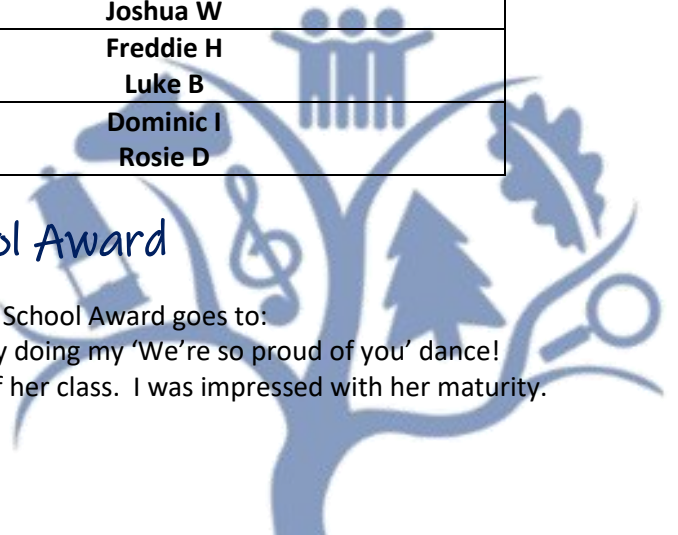 Joshua W
Freddie H
Luke B
Dominic I
Rosie D
ol Award
School Award goes to:
y doing my ‘We’re so proud of you’ dance!
f her class.  I was impressed with her maturity.